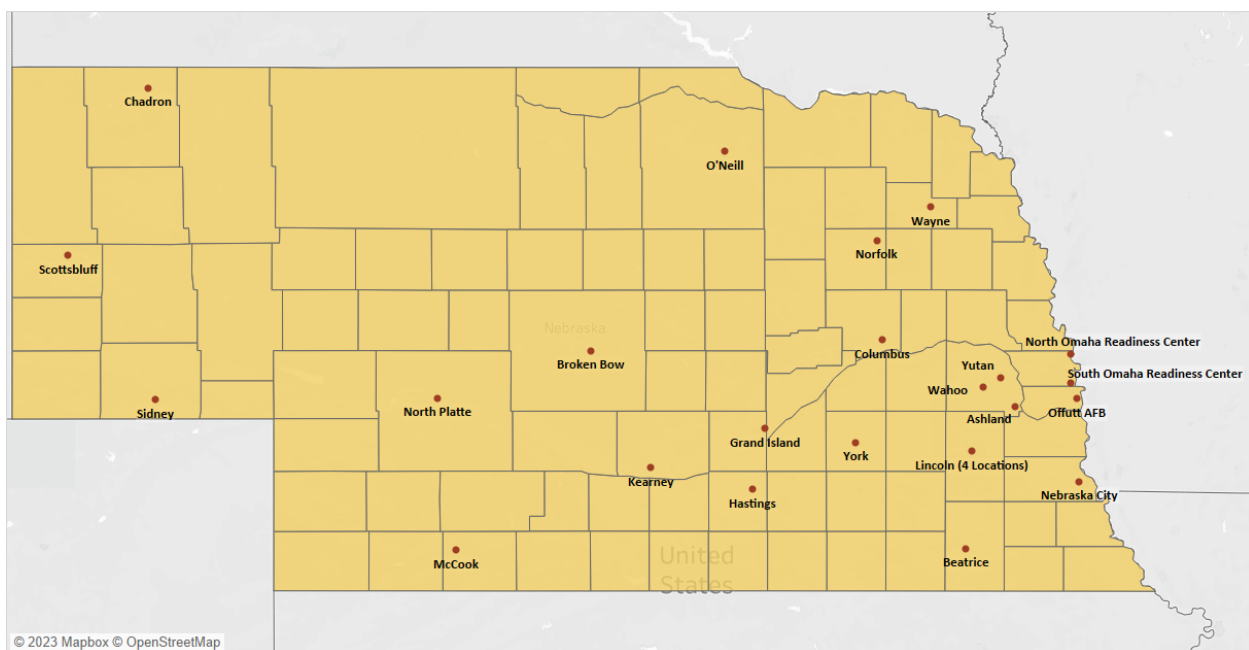 Chadron
O'Neill
Wayne
Norfolk
Scottsbluff
Nebraska
North Omaha Readiness Center
Columbus
Broken Bow
Yutan
South Omaha Readiness Center
Wahoo
Sidney
North Platte
Offutt AFB
Ashland
Grand Island
York
Lincoln (4 Locations)
Kearney
Nebraska City
Hastings
United
States
McCook
Beatrice
© 2023 Mapbox © OpenStreetMap